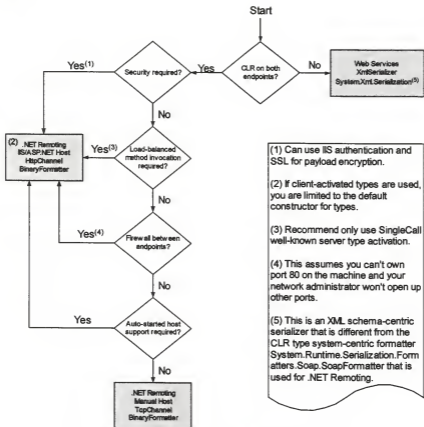 Start
CLR on both
endpoints?
No
Web Services
XmlSerializer
System.Xml.Serialization(5)
Yes
Security required?
Yes(1)
No
(2) .NET Remoting
IIS/ASP.NET Host
HttpChannel
BinaryFormatter
Yes(3)
Load-balanced
method invocation
required?
No
Yes(4)
Firewall between
endpoints?
No
Yes
Auto-started host
support required?
No
.NET Remoting
Manual Host
TcpChannel
BinaryFormatter
(1) Can use IIS authentication and
SSL for payload encryption.
(2) If client-activated types are used,
you are limited to the default
constructor for types.
(3) Recommend only use SingleCall
well-known server type activation.
(4) This assumes you can't own
port 80 on the machine and your
network administrator won't open up
other ports.
(5) This is an XML schema-centric
serializer that is different from the
CLR type system-centric formatter
System.Runtime.Serialization.Form
atters.Soap.SoapFormatter that is
used for .NET Remoting.